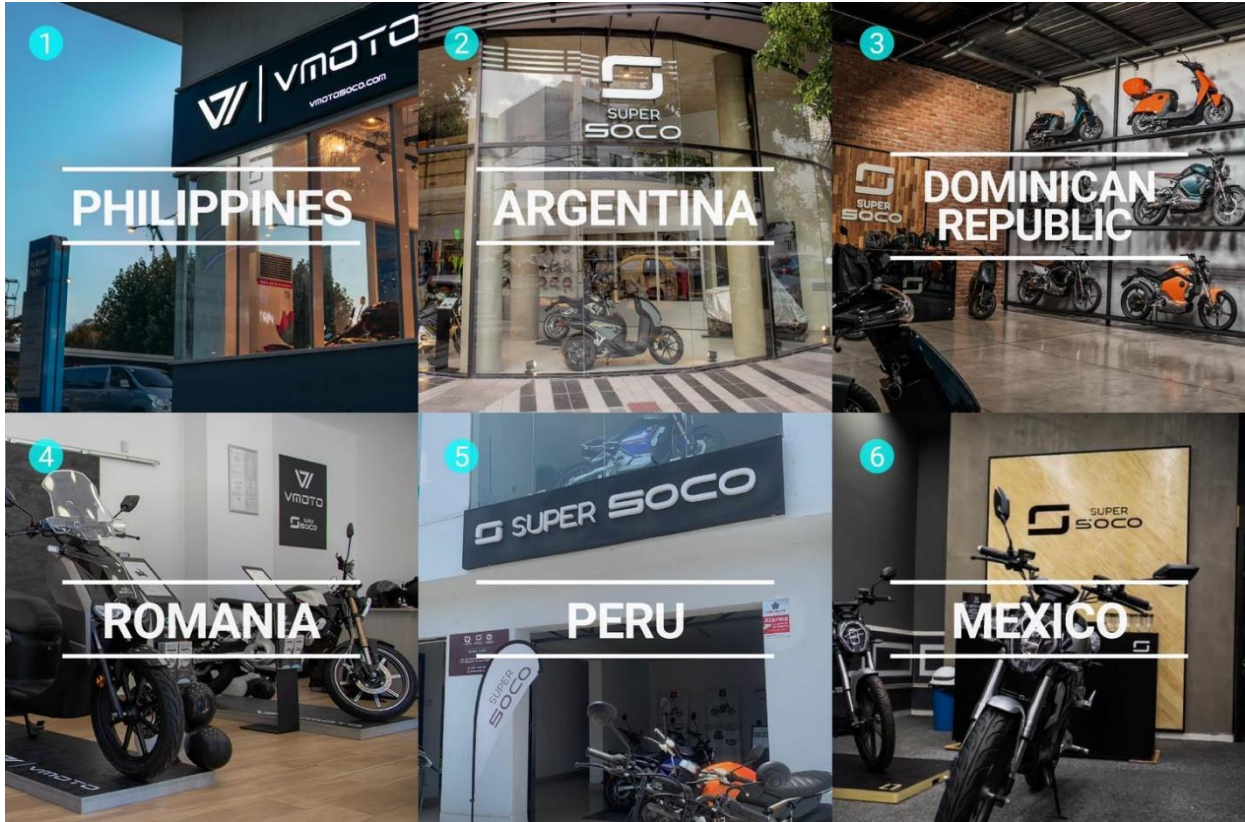 1
VMOTO
vmotosoco.com
PHILIPPINES
2
SUPER
SOCO
ARGENTINA
3
SUPER
SOCO
DOMINICAN
REPUBLIC
4
VMOTO
SUPER
SOCO
ROMANIA
VMOTO
5
SUPER SOCO
PERU
Alarma
SUPER
SOCO
6
SUPER
SOCO
MEXICO